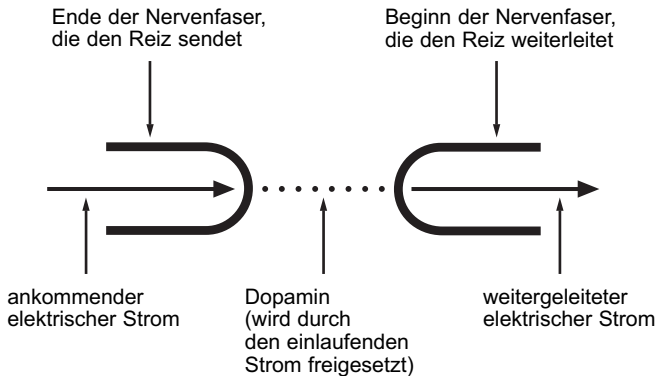 Ende der Nervenfaser,
die den Reiz sendet
Beginn der Nervenfaser,
die den Reiz weiterleitet
ankommender
elektrischer Strom
Dopamin
(wird durch
den einlaufenden
Strom freigesetzt)
weitergeleiteter
elektrischer Strom